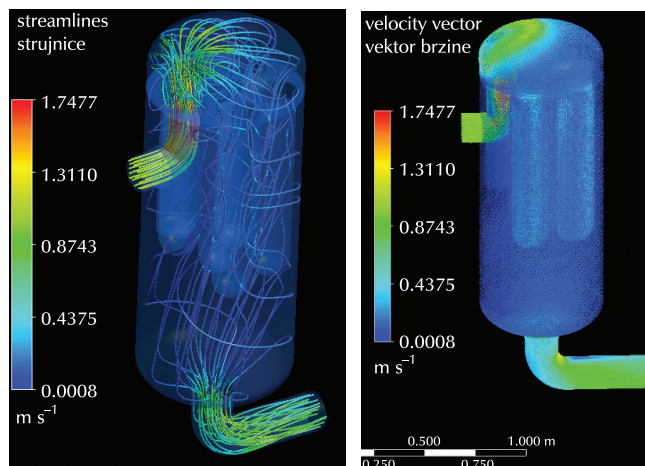 streamlines
strujnice
1.7477
1.3110
0.8743
0.4375
0.0008
m s⁻¹
velocity vector
vektor brzine
1.7477
1.3110
0.8743
0.4375
0.0008
m s⁻¹
0.500 1.000 m
0.250 0.750